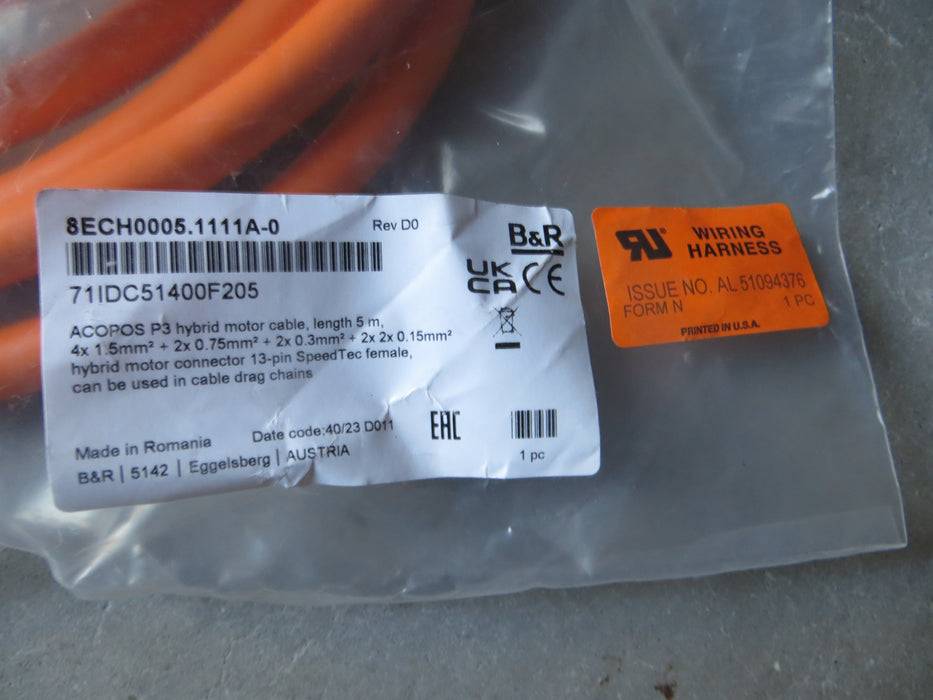 8ECH0005.1111A-0
Rev D0
B&R
71IDC51400F205
UK
CA CE
ACOPOS P3 hybrid motor cable, length 5 m,
4x 1.5mm² + 2x 0.75mm² + 2x 0.3mm² + 2x 2x 0.15mm²
hybrid motor connector 13-pin SpeedTec female,
can be used in cable drag chains
Made in Romania
Date code:40/23 D011
EAC
B&R | 5142 | Eggelsberg | AUSTRIA
1 pc
RU®
WIRING
HARNESS
ISSUE NO. AL 51094376
FORM N
1 PC
PRINTED IN U.S.A.